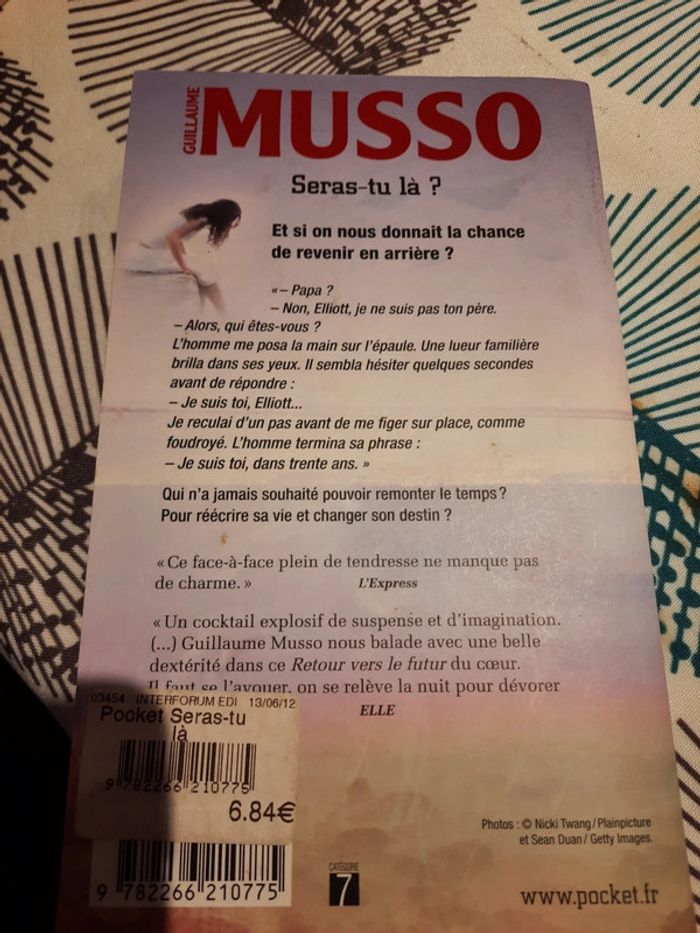 GUILLAUME
MUSSO
Seras-tu là ?
Et si on nous donnait la chance
de revenir en arrière ?
« – Papa ?
– Non, Elliott, je ne suis pas ton père.
– Alors, qui êtes-vous ?
L'homme me posa la main sur l'épaule. Une lueur familière
brilla dans ses yeux. Il sembla hésiter quelques secondes
avant de répondre :
– Je suis toi, Elliott...
Je reculai d'un pas avant de me figer sur place, comme
foudroyé. L'homme termina sa phrase :
– Je suis toi, dans trente ans. »
Qui n'a jamais souhaité pouvoir remonter le temps ?
Pour réécrire sa vie et changer son destin ?
« Ce face-à-face plein de tendresse ne manque pas
de charme. » L'Express
« Un cocktail explosif de suspense et d'imagination.
(...) Guillaume Musso nous balade avec une belle
dextérité dans ce Retour vers le futur du cœur.
Il faut se l'avouer, on se relève la nuit pour dévorer
ELLE
03454 INTERFORUM EDI 13/06/12
Pocket Seras-tu
là
9 782266 210775
6.84€
9 782266 210775
Photos : © Nicki Twang / Plainpicture
et Sean Duan / Getty Images.
CATÉGORIE
7
www.pocket.fr